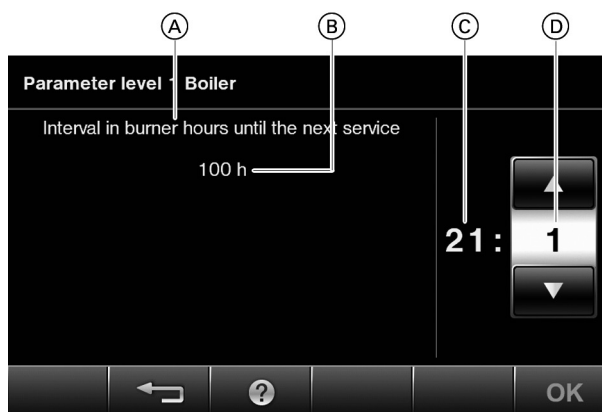 A B C D
Parameter level 1 Boiler
Interval in burner hours until the next service
100 h
21: 1
? OK